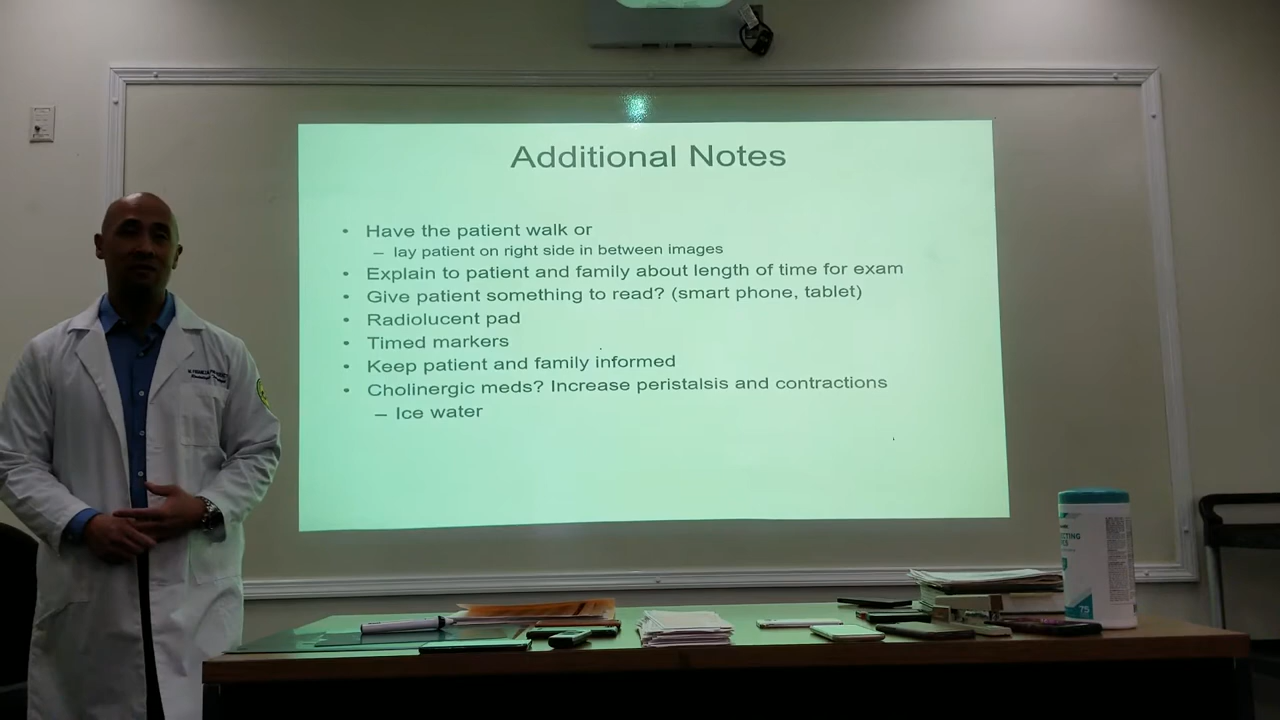 Additional Notes
• Have the patient walk or
– lay patient on right side in between images
• Explain to patient and family about length of time for exam
• Give patient something to read? (smart phone, tablet)
• Radiolucent pad
• Timed markers
• Keep patient and family informed
• Cholinergic meds? Increase peristalsis and contractions
– Ice water
75